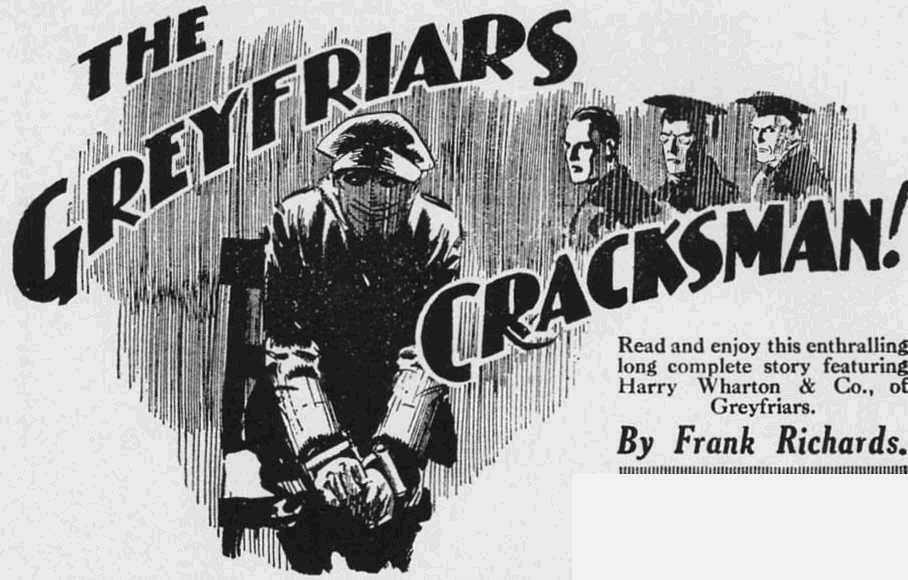 THE
GREYFRIARS
CRACKSMAN!
Read and enjoy this enthralling
long complete story featuring
Harry Wharton & Co., of
Greyfriars.
By Frank Richards.